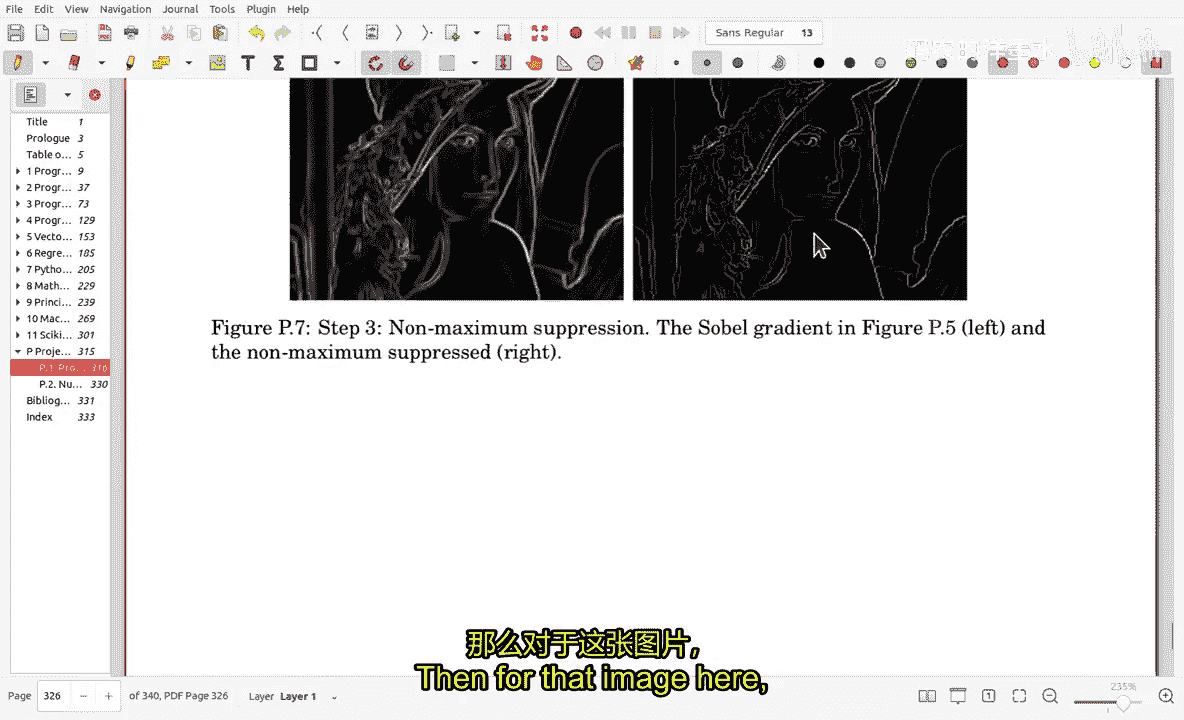 File Edit View Navigation Journal Tools Plugin Help
Sans Regular 13
Title 1
Prologue 3
Table o... 5
1 Progr... 9
2 Progr... 37
3 Progr... 73
4 Progr... 129
5 Vecto... 153
6 Regre... 185
7 Pytho... 205
8 Math... 229
9 Princi... 239
10 Mac... 269
11 Sciki... 301
P Proje... 315
P.1 Pro... 316
P.2. Nu... 330
Bibliog... 331
Index 333
Figure P.7: Step 3: Non-maximum suppression. The Sobel gradient in Figure P.5 (left) and
the non-maximum suppressed (right).
那么对于这张图片，
Then for that image here,
Page 326 of 340, PDF Page 326 Layer Layer 1
235%